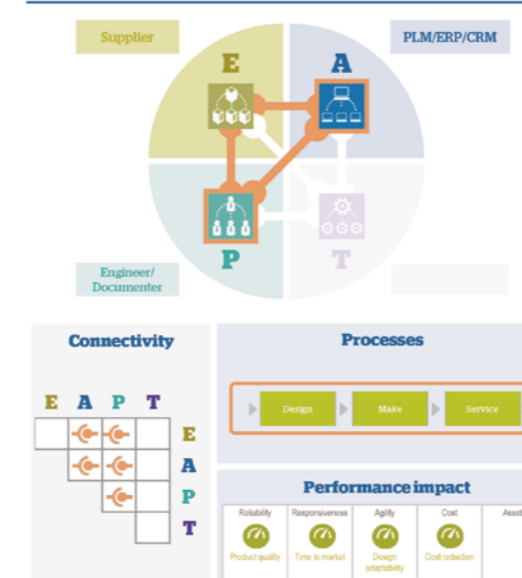 Supplier
PLM/ERP/CRM
E
A
P
T
Engineer/
Documenter
Connectivity
Processes
E A P T
E
A
P
T
Design
Make
Service
Performance impact
Reliability
Responsiveness
Agility
Cost
Asset
Product quality
Time to market
Design
adaptability
Cost reduction